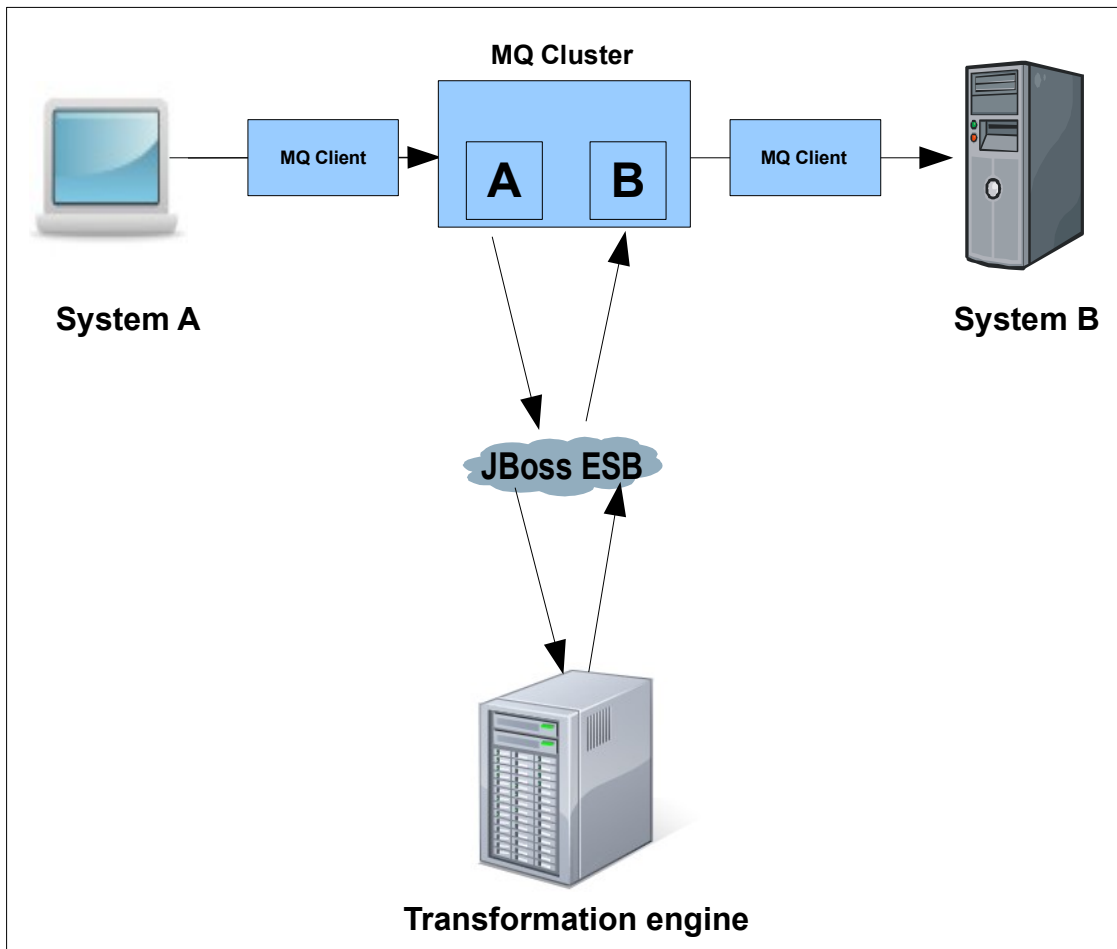 MQ Cluster
MQ Client
A
B
MQ Client
System A
System B
JBoss ESB
Transformation engine